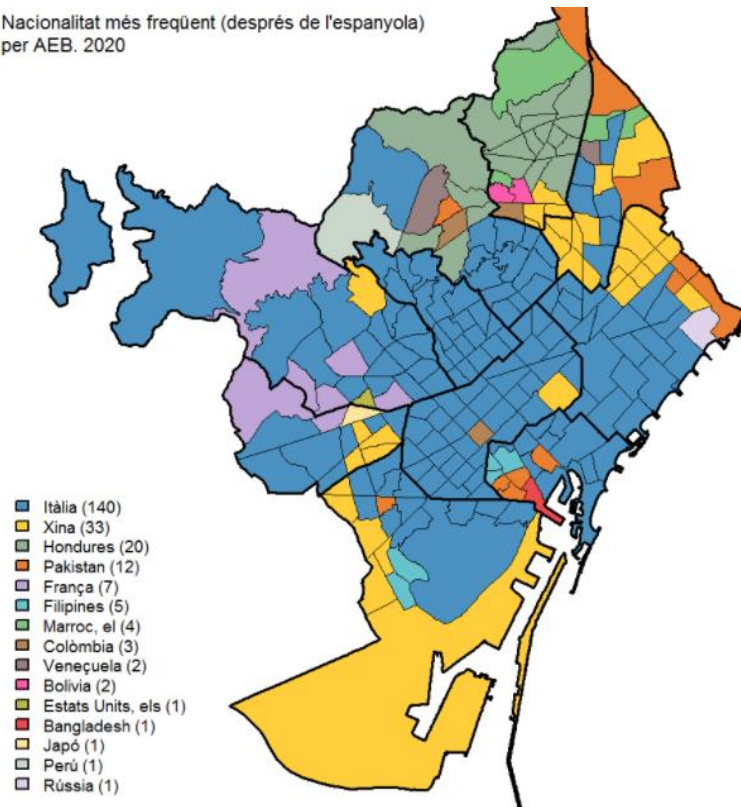 Nacionalitat més freqüent (després de l'espanyola)
per AEB. 2020
Itàlia (140)
Xina (33)
Hondures (20)
Pakistan (12)
França (7)
Filipines (5)
Marroc, el (4)
Colòmbia (3)
Veneçuela (2)
Bolivia (2)
Estats Units, els (1)
Bangladesh (1)
Japó (1)
Perú (1)
Rússia (1)